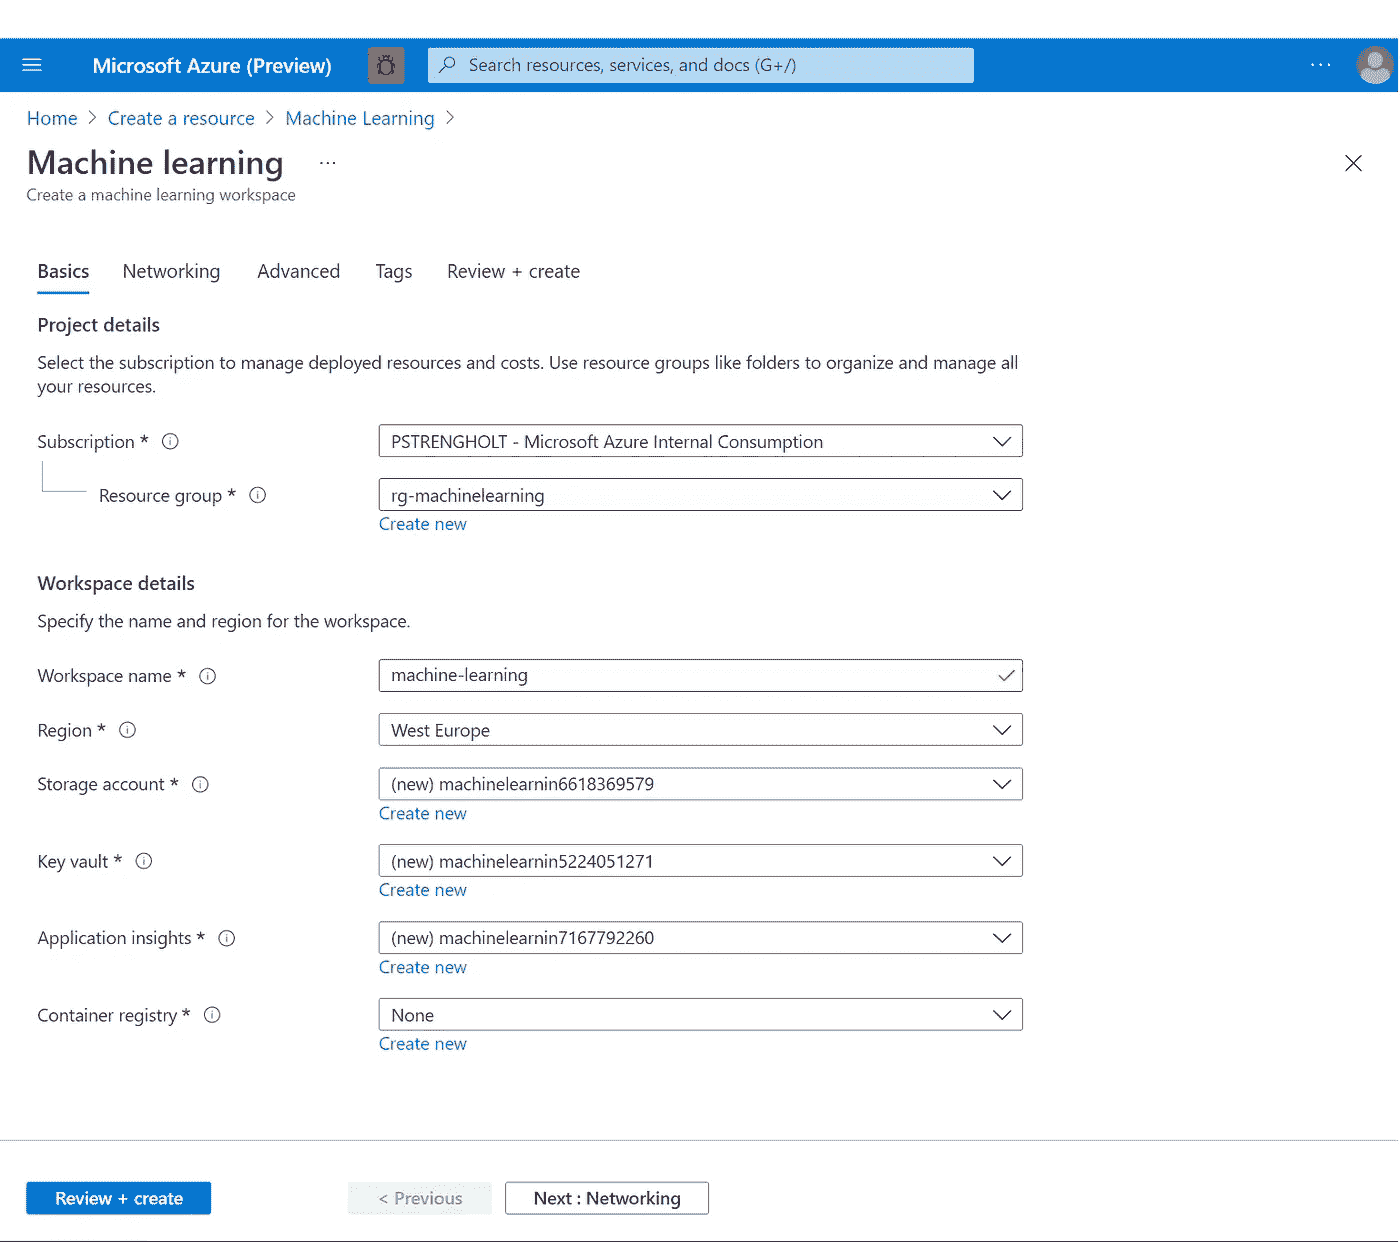 Microsoft Azure (Preview)
Search resources, services, and docs (G+/)
Home > Create a resource > Machine Learning >
Machine learning ...
Create a machine learning workspace
Basics Networking Advanced Tags Review + create
Project details
Select the subscription to manage deployed resources and costs. Use resource groups like folders to organize and manage all
your resources.
Subscription * PSTRENGHOLT - Microsoft Azure Internal Consumption
Resource group * rg-machinelearning
Create new
Workspace details
Specify the name and region for the workspace.
Workspace name * machine-learning
Region * West Europe
Storage account * (new) machinelearnin6618369579
Create new
Key vault * (new) machinelearnin5224051271
Create new
Application insights * (new) machinelearnin7167792260
Create new
Container registry * None
Create new
Review + create < Previous Next : Networking